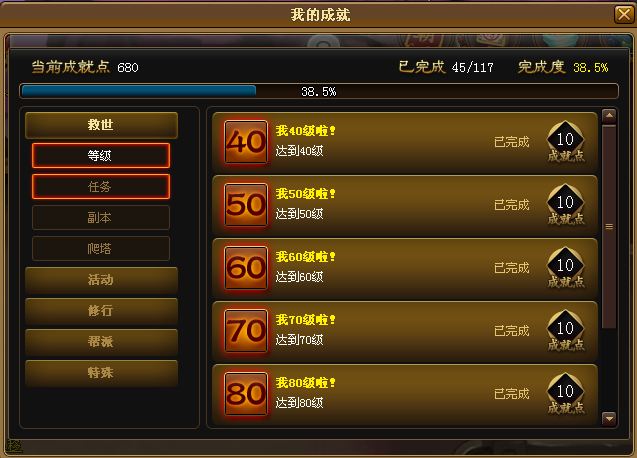 我的成就
当前成就点 680 已完成 45/117 完成度 38.5%
38.5%
救世
等级
任务
副本
爬塔
活动
修行
帮派
特殊
40 我40级啦! 已完成 10
达到40级 成就点
50 我50级啦! 已完成 10
达到50级 成就点
60 我60级啦! 已完成 10
达到60级 成就点
70 我70级啦! 已完成 10
达到70级 成就点
80 我80级啦! 已完成 10
达到80级 成就点